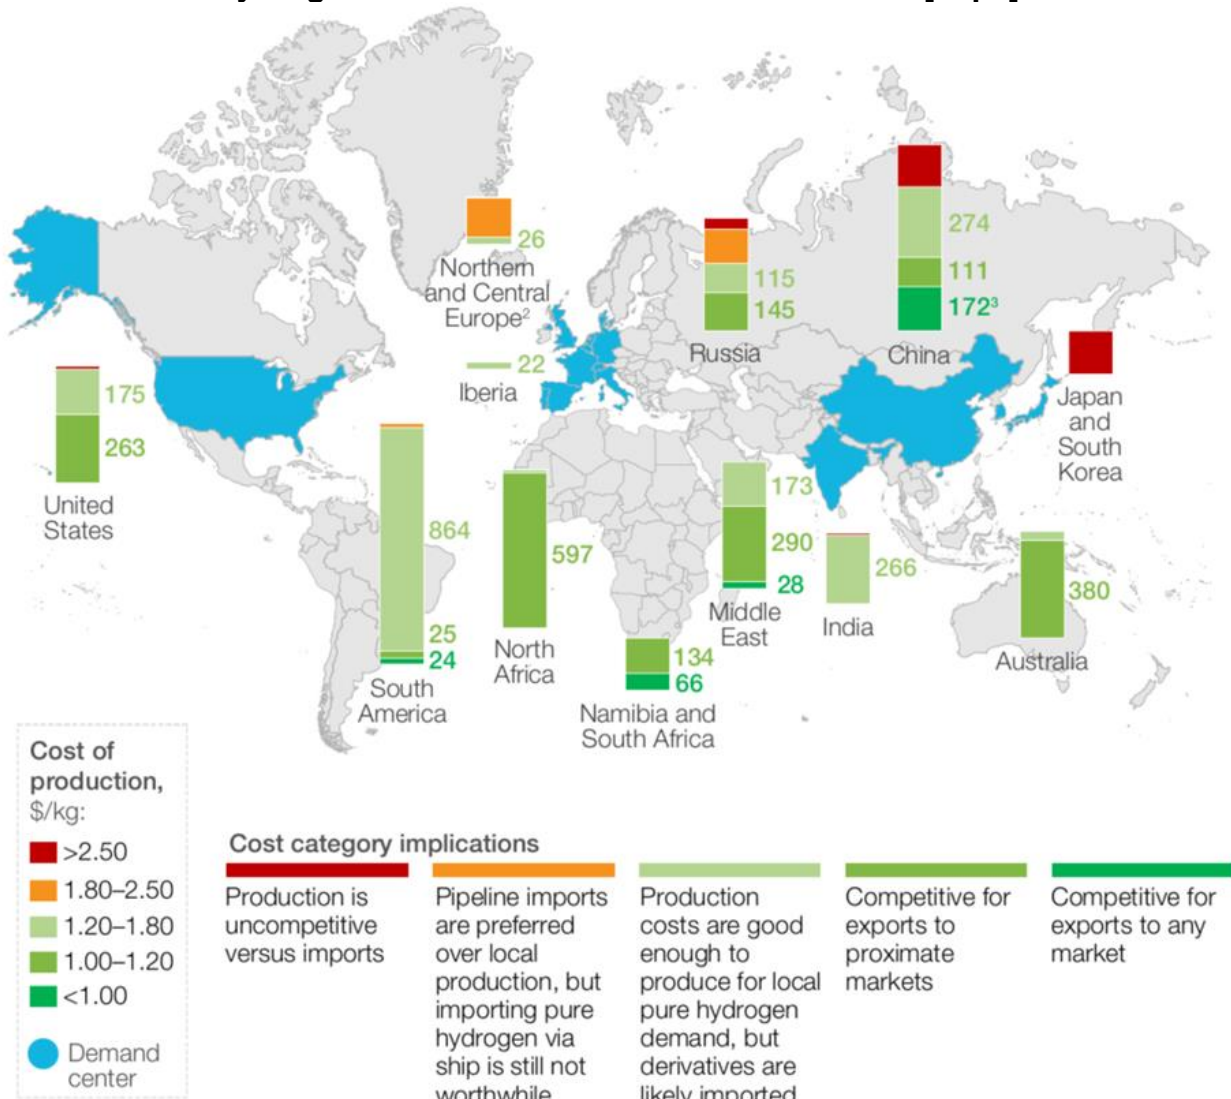 26
Northern
and Central
Europe²
22
Iberia
115
145
Russia
274
111
172³
China
Japan
and
South
Korea
175
263
United
States
864
25
24
South
America
597
North
Africa
134
66
Namibia and
South Africa
173
290
28
Middle
East
266
India
380
Australia
Cost of
production,
$/kg:
>2.50
1.80–2.50
1.20–1.80
1.00–1.20
<1.00
Demand
center
Cost category implications
Production is
uncompetitive
versus imports
Pipeline imports
are preferred
over local
production, but
importing pure
hydrogen via
ship is still not
worthwhile
Production
costs are good
enough to
produce for local
pure hydrogen
demand, but
derivatives are
likely imported
Competitive for
exports to
proximate
markets
Competitive for
exports to any
market